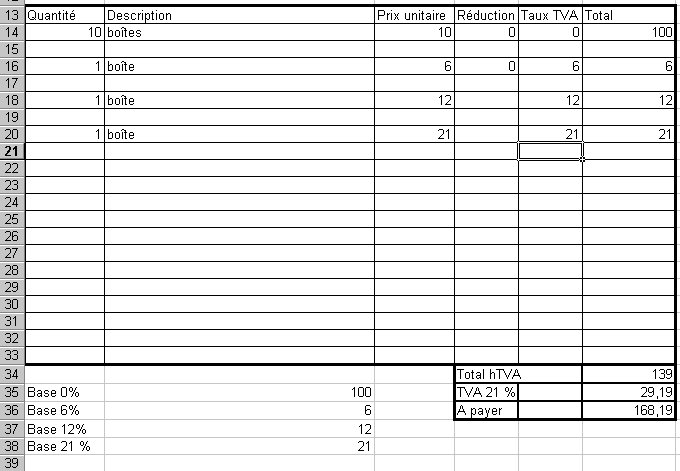 13 Quantité Description Prix unitaire Réduction Taux TVA Total
14 10 boîtes 10 0 0 100
15
16 1 boîte 6 0 6 6
17
18 1 boîte 12 12 12
19
20 1 boîte 21 21 21
21
22
23
24
25
26
27
28
29
30
31
32
33
34 Total hTVA 139
35 Base 0% 100 TVA 21 % 29,19
36 Base 6% 6 A payer 168,19
37 Base 12% 12
38 Base 21 % 21
39